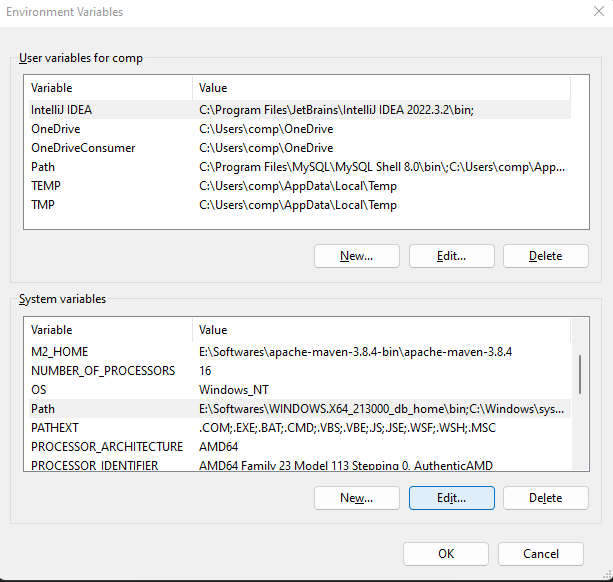 Environment Variables
User variables for comp
Variable Value
IntelliJ IDEA C:\Program Files\JetBrains\IntelliJ IDEA 2022.3.2\bin;
OneDrive C:\Users\comp\OneDrive
OneDriveConsumer C:\Users\comp\OneDrive
Path C:\Program Files\MySQL\MySQL Shell 8.0\bin\;C:\Users\comp\App...
TEMP C:\Users\comp\AppData\Local\Temp
TMP C:\Users\comp\AppData\Local\Temp
New... Edit... Delete
System variables
Variable Value
M2_HOME E:\Softwares\apache-maven-3.8.4-bin\apache-maven-3.8.4
NUMBER_OF_PROCESSORS 16
OS Windows_NT
Path E:\Softwares\WINDOWS.X64_213000_db_home\bin;C:\Windows\sys...
PATHEXT .COM;.EXE;.BAT;.CMD;.VBS;.VBE;.JS;.JSE;.WSF;.WSH;.MSC
PROCESSOR_ARCHITECTURE AMD64
PROCESSOR_IDENTIFIER AMD64 Family 23 Model 113 Stepping 0, AuthenticAMD
New... Edit... Delete
OK Cancel